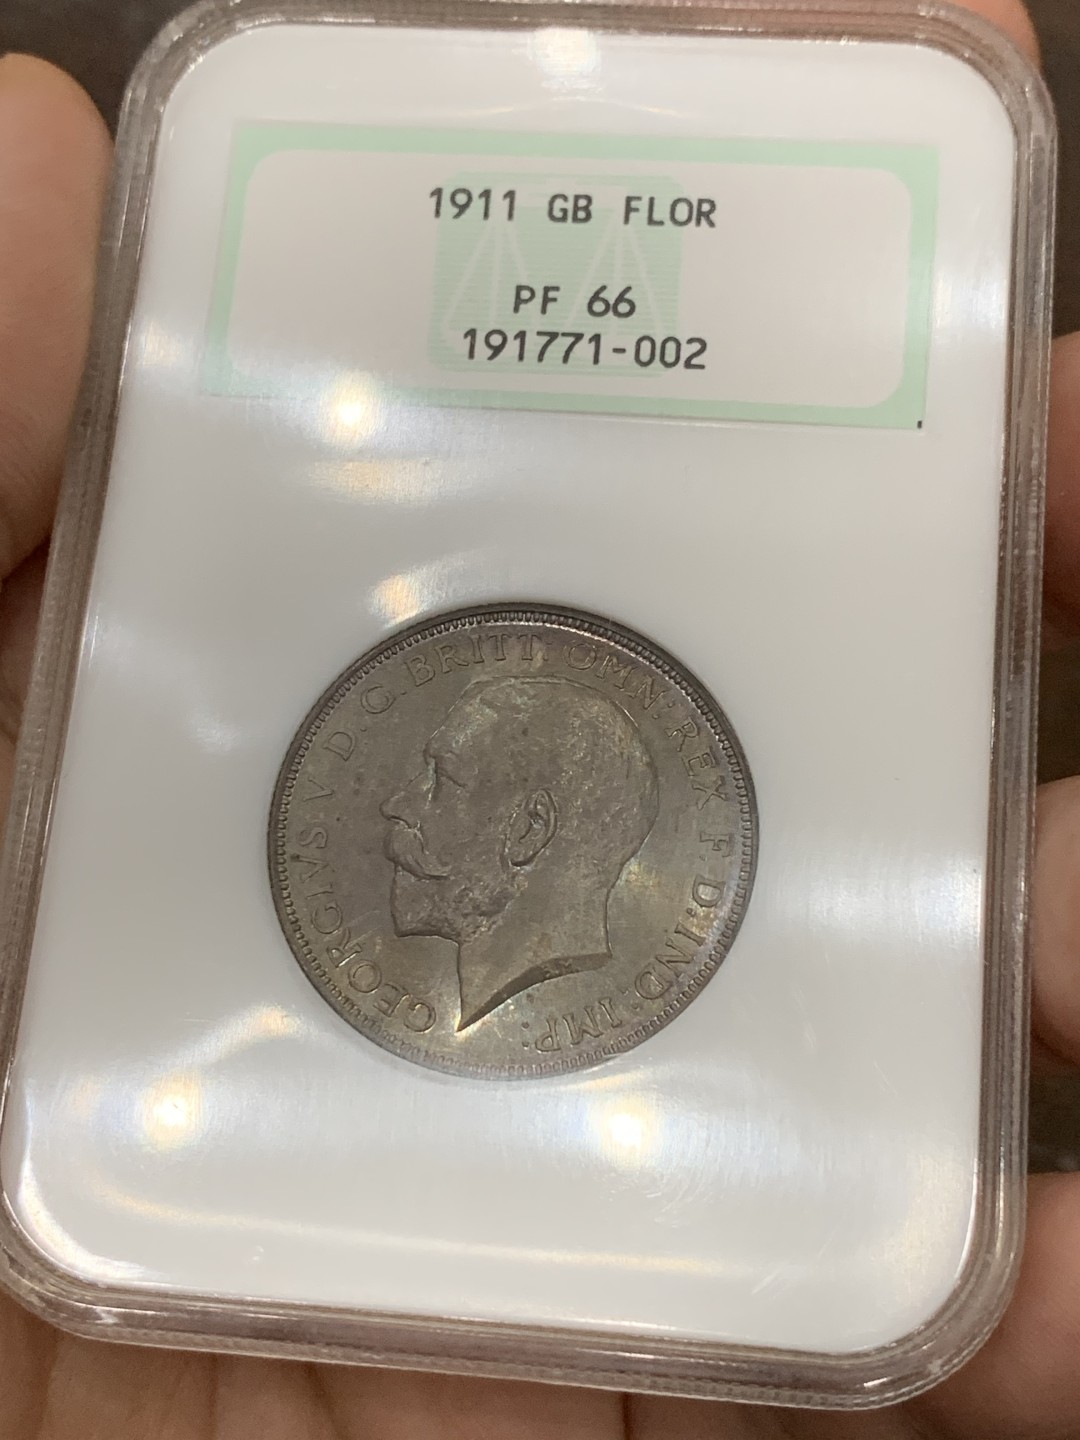 1911 GB FLOR
PF 66
191771-002
GEORGIVS V D.G.BRITT: OMN: REX F.D: IND: IMP:
B.M.